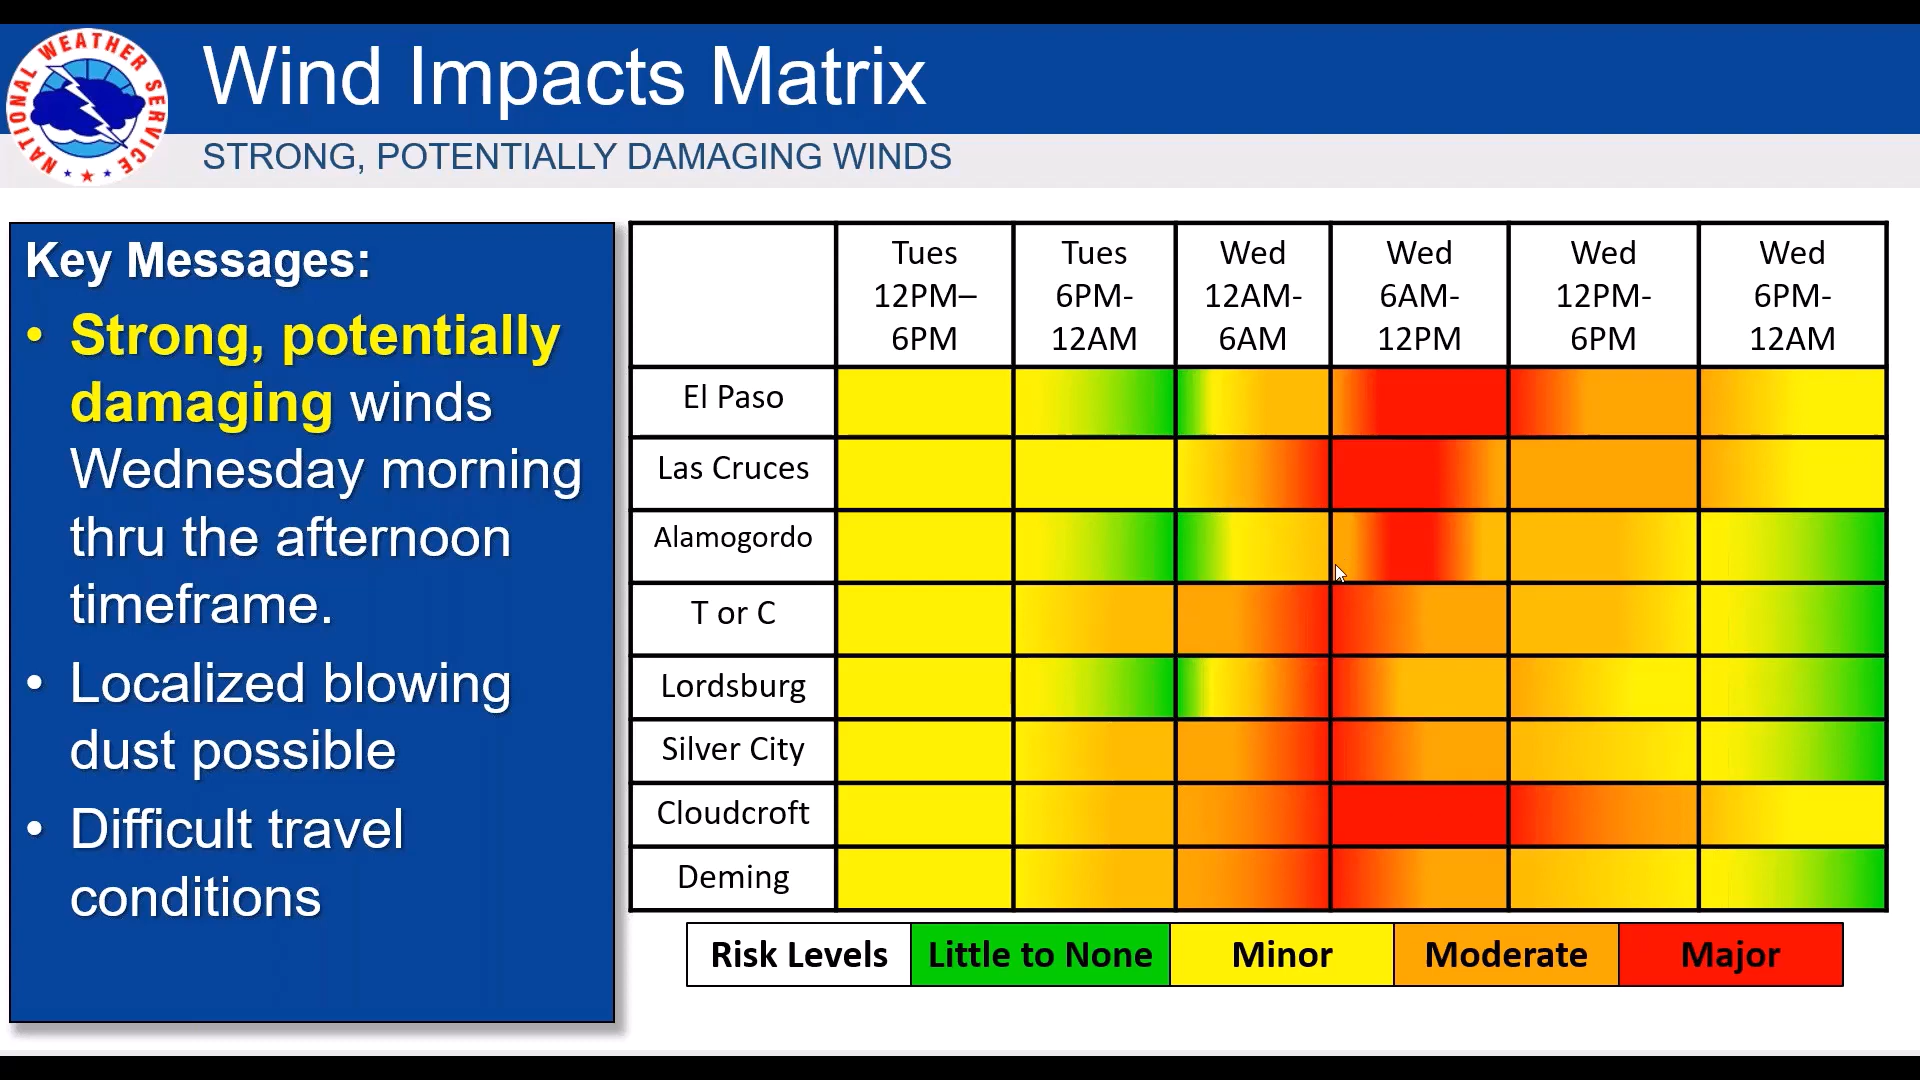 NATIONAL WEATHER SERVICE
Wind Impacts Matrix
STRONG, POTENTIALLY DAMAGING WINDS
Key Messages:
• Strong, potentially
damaging winds
Wednesday morning
thru the afternoon
timeframe.
• Localized blowing
dust possible
• Difficult travel
conditions
Tues
12PM–
6PM
Tues
6PM-
12AM
Wed
12AM-
6AM
Wed
6AM-
12PM
Wed
12PM-
6PM
Wed
6PM-
12AM
El Paso
Las Cruces
Alamogordo
T or C
Lordsburg
Silver City
Cloudcroft
Deming
Risk Levels Little to None Minor Moderate Major